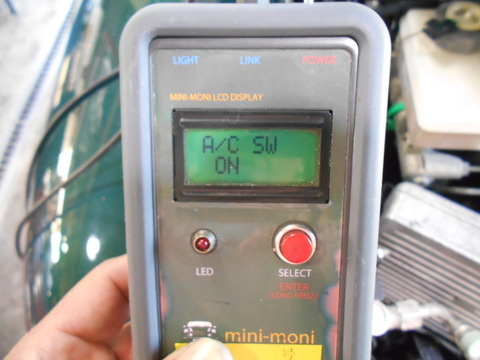 LIGHT LINK POWER
MINI-MONI LCD DISPLAY
A/C SW
ON
LED SELECT
ENTER
mini-moni